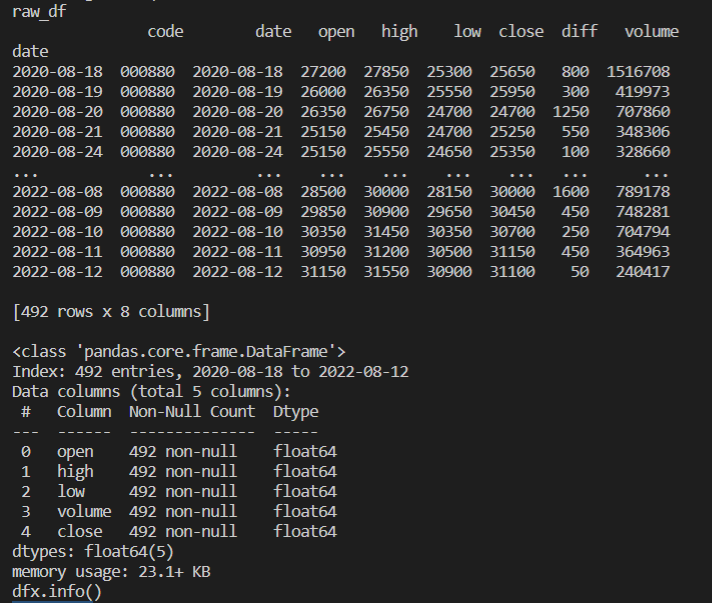 raw_df
code date open high low close diff volume
date
2020-08-18 000880 2020-08-18 27200 27850 25300 25650 800 1516708
2020-08-19 000880 2020-08-19 26000 26350 25550 25950 300 419973
2020-08-20 000880 2020-08-20 26350 26750 24700 24700 1250 707860
2020-08-21 000880 2020-08-21 25150 25450 24700 25250 550 348306
2020-08-24 000880 2020-08-24 25150 25550 24650 25350 100 328660
... ... ... ... ... ... ... ... ...
2022-08-08 000880 2022-08-08 28500 30000 28150 30000 1600 789178
2022-08-09 000880 2022-08-09 29850 30900 29650 30450 450 748281
2022-08-10 000880 2022-08-10 30350 31450 30350 30700 250 704794
2022-08-11 000880 2022-08-11 30950 31200 30500 31150 450 364963
2022-08-12 000880 2022-08-12 31150 31550 30900 31100 50 240417
[492 rows x 8 columns]
<class 'pandas.core.frame.DataFrame'>
Index: 492 entries, 2020-08-18 to 2022-08-12
Data columns (total 5 columns):
# Column Non-Null Count Dtype
--- ------ -------------- -----
0 open 492 non-null float64
1 high 492 non-null float64
2 low 492 non-null float64
3 volume 492 non-null float64
4 close 492 non-null float64
dtypes: float64(5)
memory usage: 23.1+ KB
dfx.info()